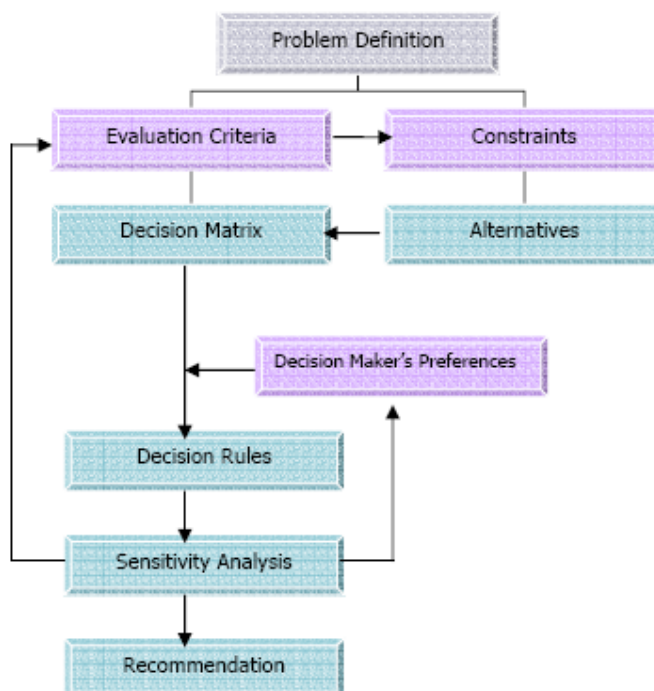 Problem Definition
Evaluation Criteria
Constraints
Decision Matrix
Alternatives
Decision Maker's Preferences
Decision Rules
Sensitivity Analysis
Recommendation